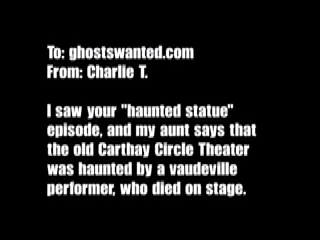 To: ghostswanted.com
From: Charlie T.
I saw your "haunted statue"
episode, and my aunt says that
the old Carthay Circle Theater
was haunted by a vaudeville
performer, who died on stage.